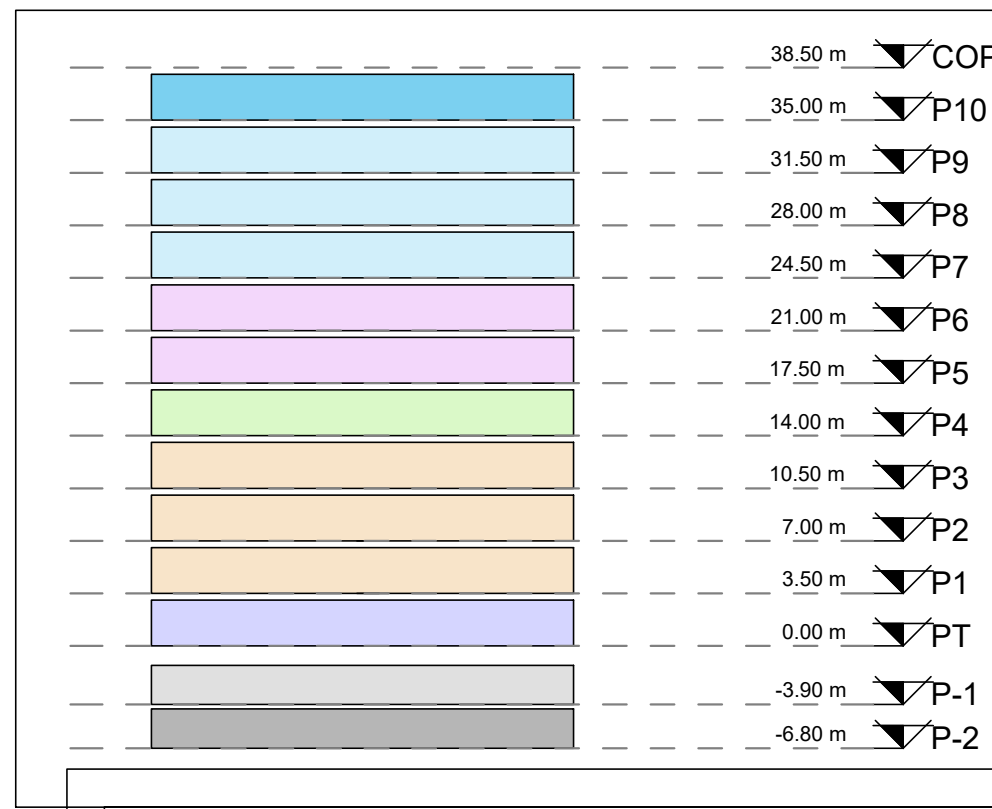 38.50 m COP
35.00 m P10
31.50 m P9
28.00 m P8
24.50 m P7
21.00 m P6
17.50 m P5
14.00 m P4
10.50 m P3
7.00 m P2
3.50 m P1
0.00 m PT
-3.90 m P-1
-6.80 m P-2